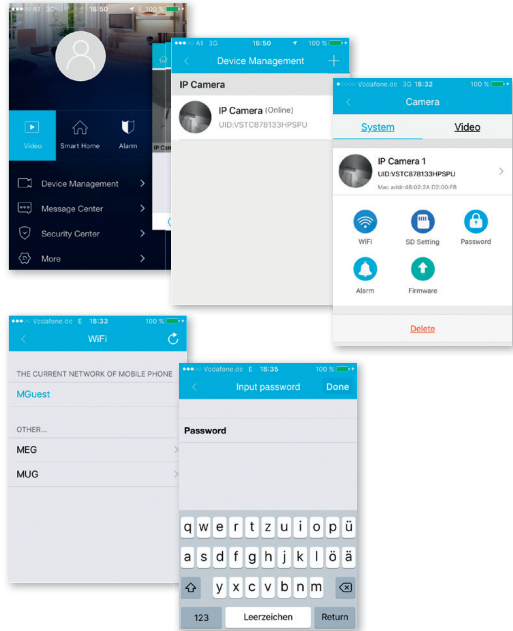 A1 3G 16:50 100 %
Video
Smart Home
Alarm
Device Management
Message Center
Security Center
More
A1 3G 16:50 100 %
Device Management
IP Camera
IP Camera (Online)
UID:VSTC878133HPSPU
Vodafone.de 3G 18:32 100 %
Camera
System Video
IP Camera 1
UID:VSTC878133HPSPU
Mac addr:48:02:2A:D2:00:FB
WiFi SD Setting Password
Alarm Firmware
Delete
Vodafone.de E 18:33 100 %
WiFi
THE CURRENT NETWORK OF MOBILE PHONE
MGuest
OTHER...
MEG
MUG
Vodafone.de E 18:35 100 %
Input password Done
Password
q w e r t z u i o p ü
a s d f g h j k l ö ä
y x c v b n m
123 Leerzeichen Return